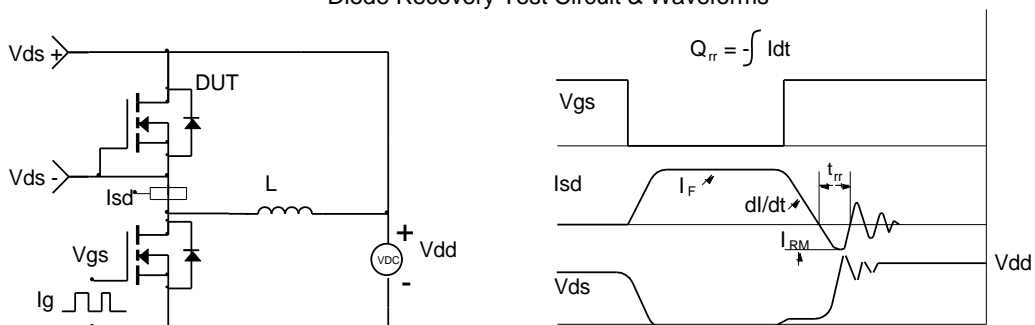 Diode Recovery Test Circuit & Waveforms
Vds +
DUT
Vds -
Isd
L
Vgs
Ig
+
VDC
-
Vdd
Qrr = -∫ Idt
Vgs
Isd
IF
dI/dt
trr
IRM
Vds
Vdd